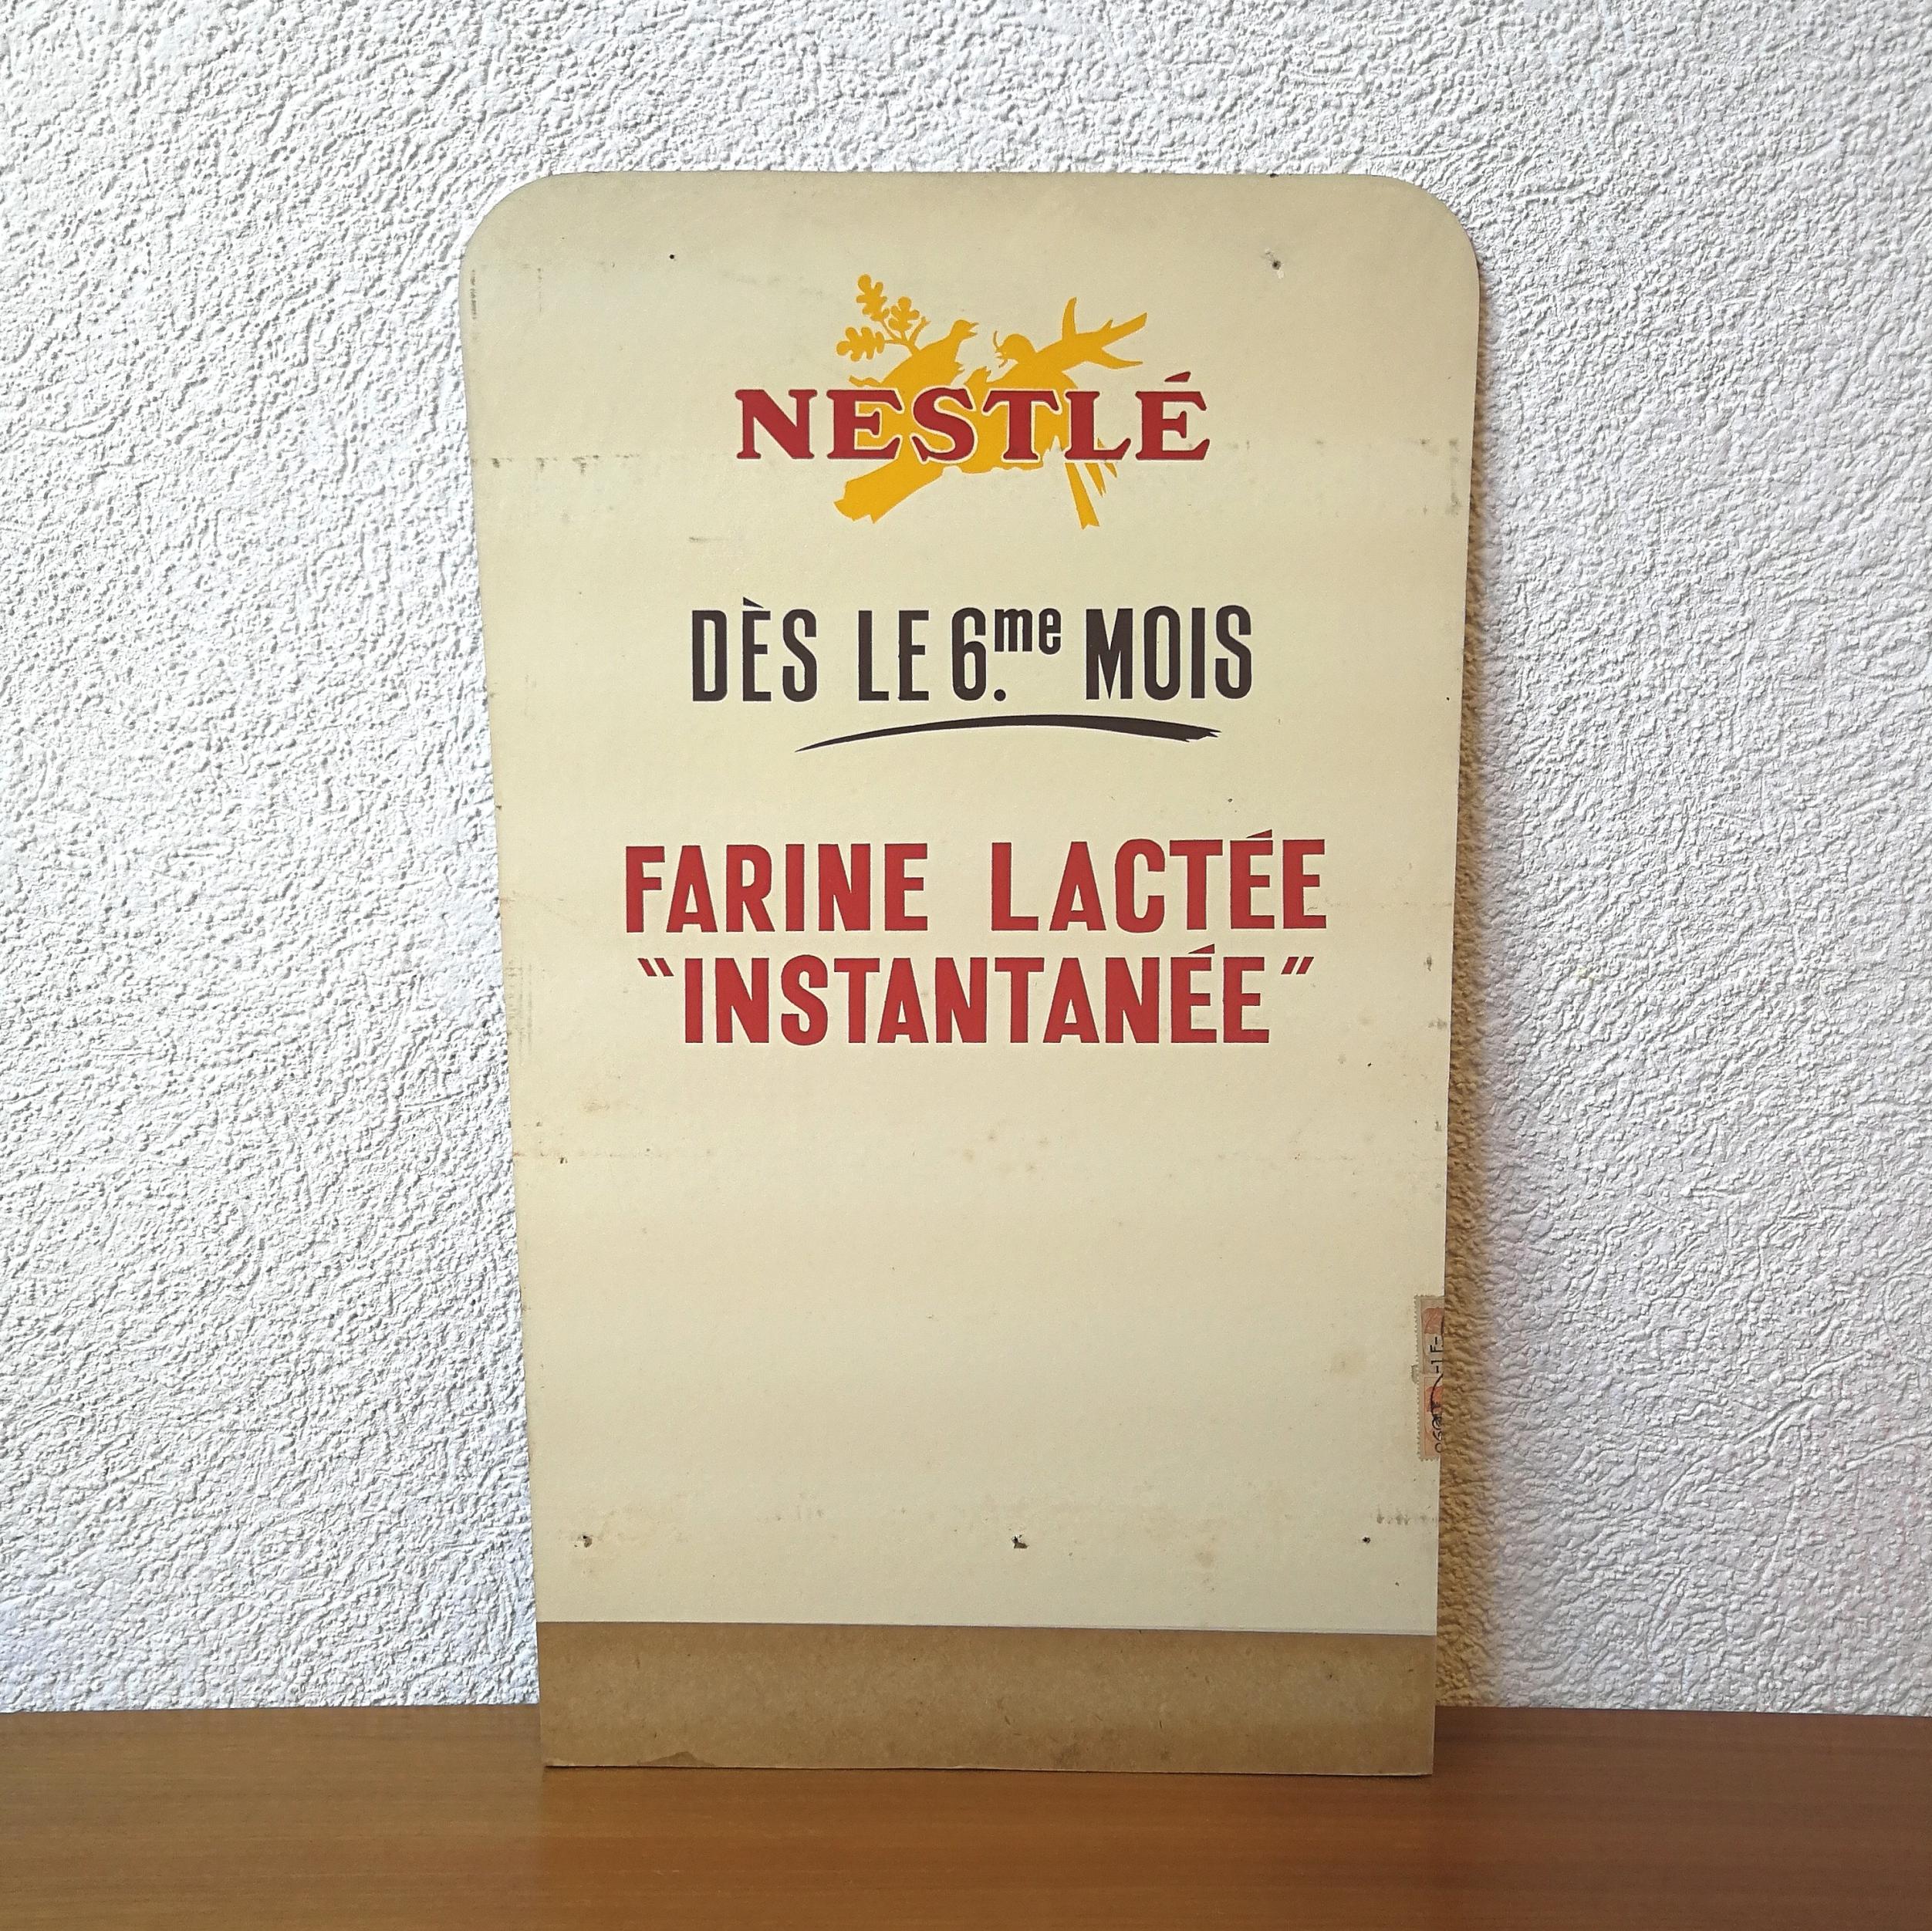 NESTLÉ
DÈS LE 6.me MOIS
FARINE LACTÉE
"INSTANTANÉE"